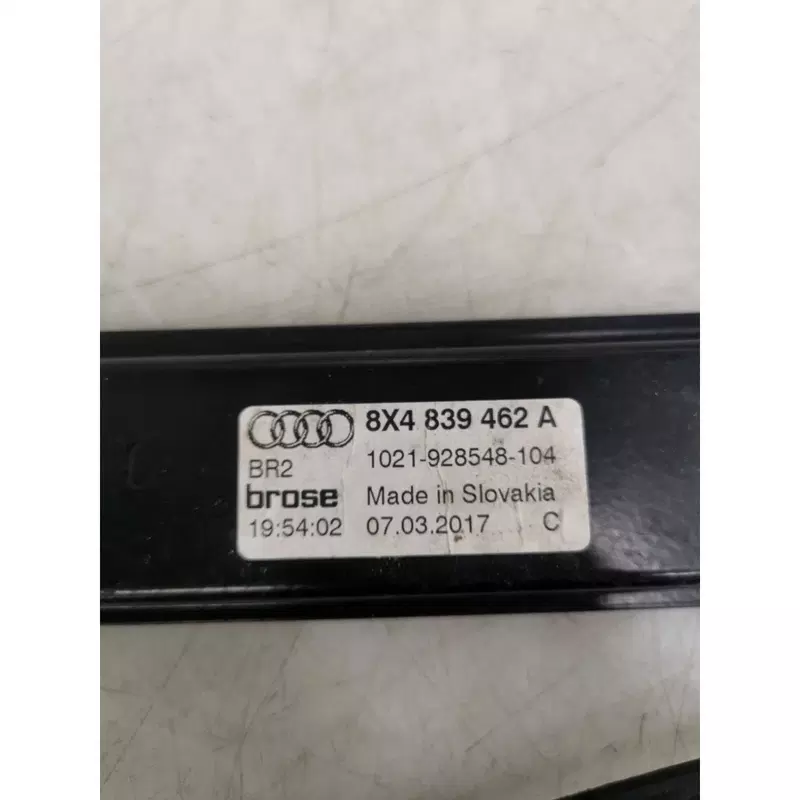 8X4 839 462 A
BR2 1021-928548-104
brose Made in Slovakia
19:54:02 07.03.2017 C